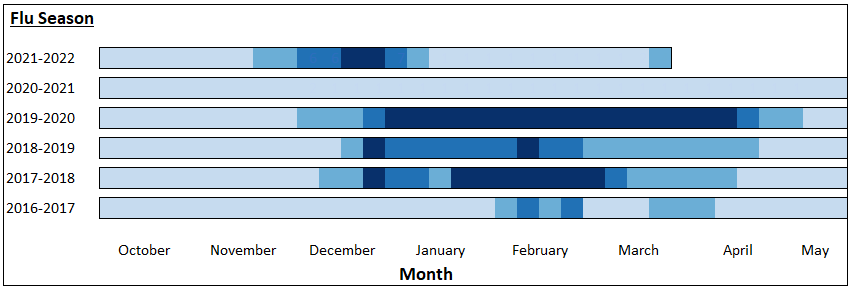 Flu Season
2021-2022
2020-2021
2019-2020
2018-2019
2017-2018
2016-2017
October November December January February March April May
Month